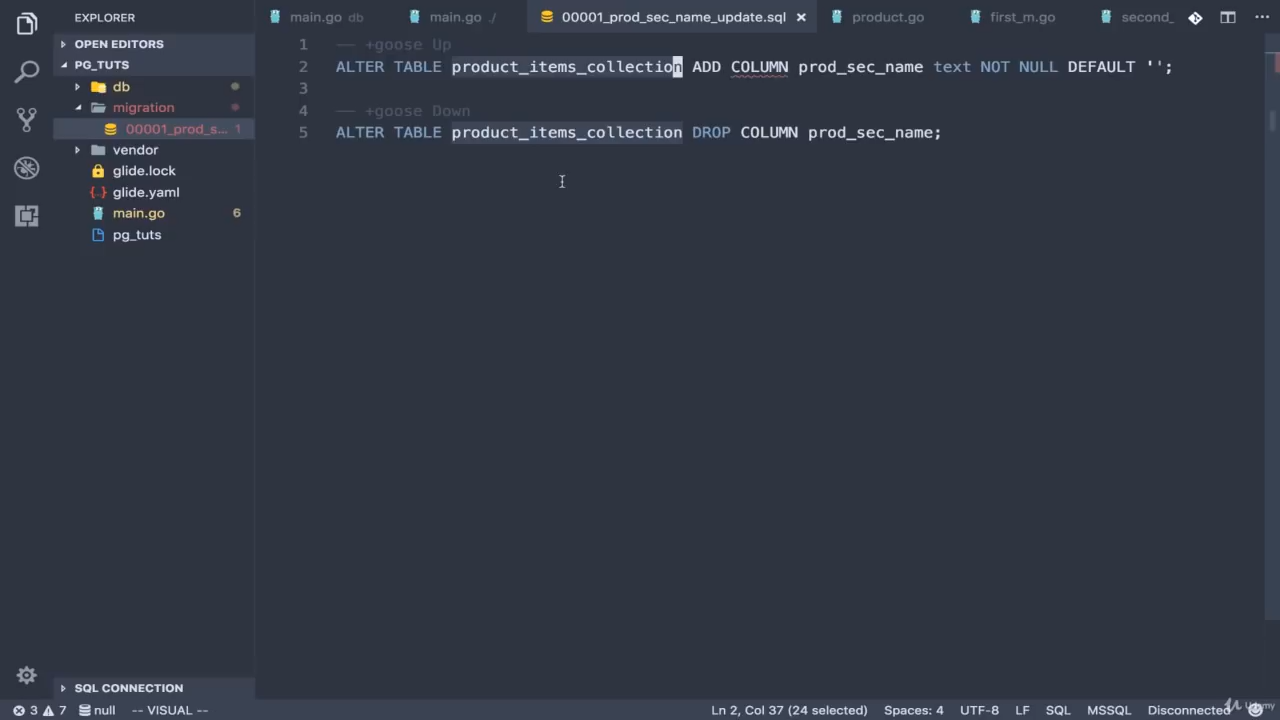 EXPLORER
main.go db
main.go ./
00001_prod_sec_name_update.sql
product.go
first_m.go
second_
OPEN EDITORS
PG_TUTS
db
migration
00001_prod_s... 1
vendor
glide.lock
glide.yaml
main.go 6
pg_tuts
1 -- +goose Up
2 ALTER TABLE product_items_collection ADD COLUMN prod_sec_name text NOT NULL DEFAULT '';
3
4 -- +goose Down
5 ALTER TABLE product_items_collection DROP COLUMN prod_sec_name;
SQL CONNECTION
3 7 null -- VISUAL -- Ln 2, Col 37 (24 selected) Spaces: 4 UTF-8 LF SQL MSSQL Disconnected
Udemy